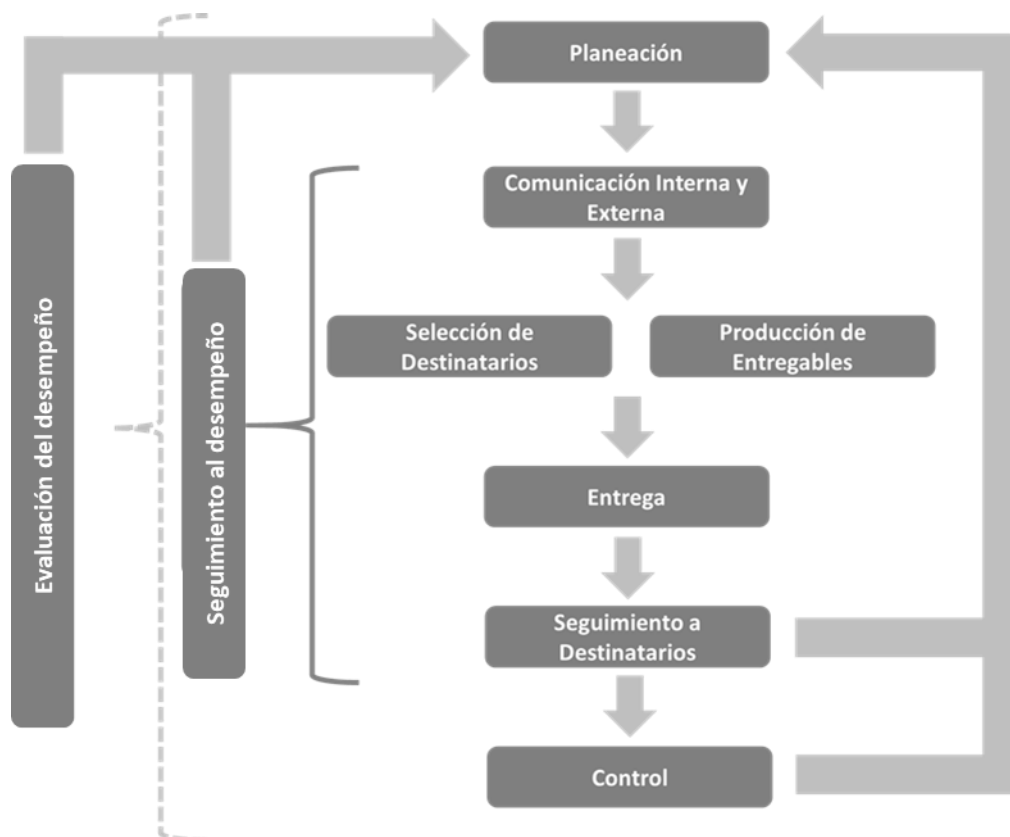 Planeación
Comunicación Interna y
Externa
Selección de
Destinatarios
Producción de
Entregables
Entrega
Seguimiento a
Destinatarios
Control
Evaluación del desempeño
Seguimiento al desempeño